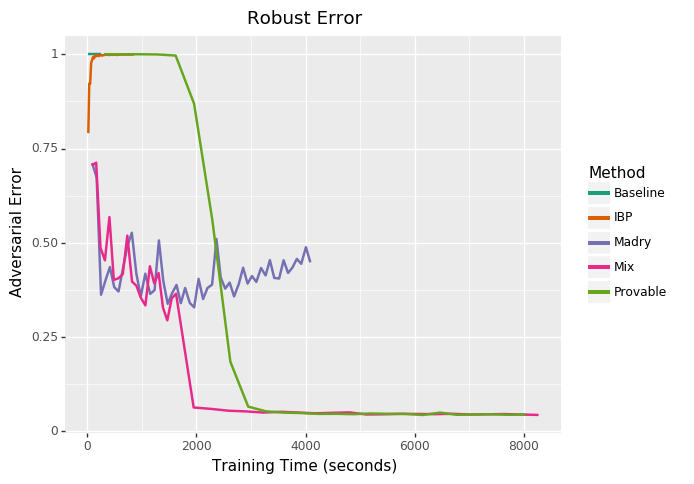 Robust Error
Adversarial Error
1
0.75
0.50
0.25
0
0
2000
4000
6000
8000
Training Time (seconds)
Method
Baseline
IBP
Madry
Mix
Provable